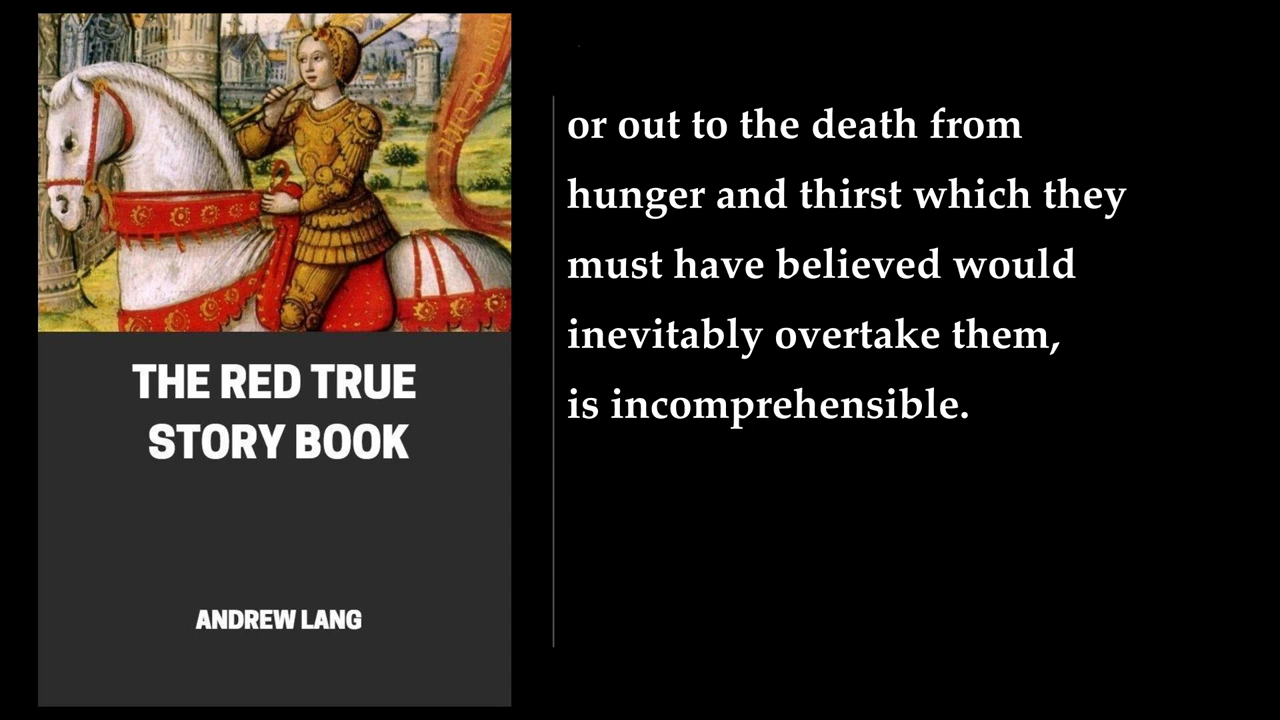 THE RED TRUE
STORY BOOK
ANDREW LANG
or out to the death from
hunger and thirst which they
must have believed would
inevitably overtake them,
is incomprehensible.